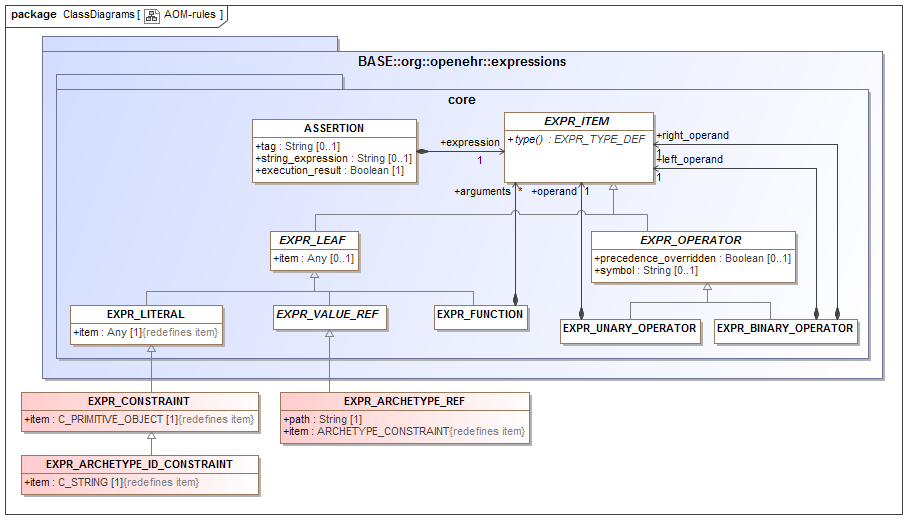 package ClassDiagrams [ AOM-rules ]
BASE::org::openehr::expressions
core
ASSERTION
+tag : String [0..1]
+string_expression : String [0..1]
+execution_result : Boolean [1]
+expression
1
EXPR_ITEM
+type() : EXPR_TYPE_DEF
+right_operand
1
+left_operand
1
+arguments
*
+operand
1
EXPR_LEAF
+item : Any [0..1]
EXPR_OPERATOR
+precedence_overridden : Boolean [0..1]
+symbol : String [0..1]
EXPR_LITERAL
+item : Any [1]{redefines item}
EXPR_VALUE_REF
EXPR_FUNCTION
EXPR_UNARY_OPERATOR
EXPR_BINARY_OPERATOR
EXPR_CONSTRAINT
+item : C_PRIMITIVE_OBJECT [1]{redefines item}
EXPR_ARCHETYPE_REF
+path : String [1]
+item : ARCHETYPE_CONSTRAINT{redefines item}
EXPR_ARCHETYPE_ID_CONSTRAINT
+item : C_STRING [1]{redefines item}